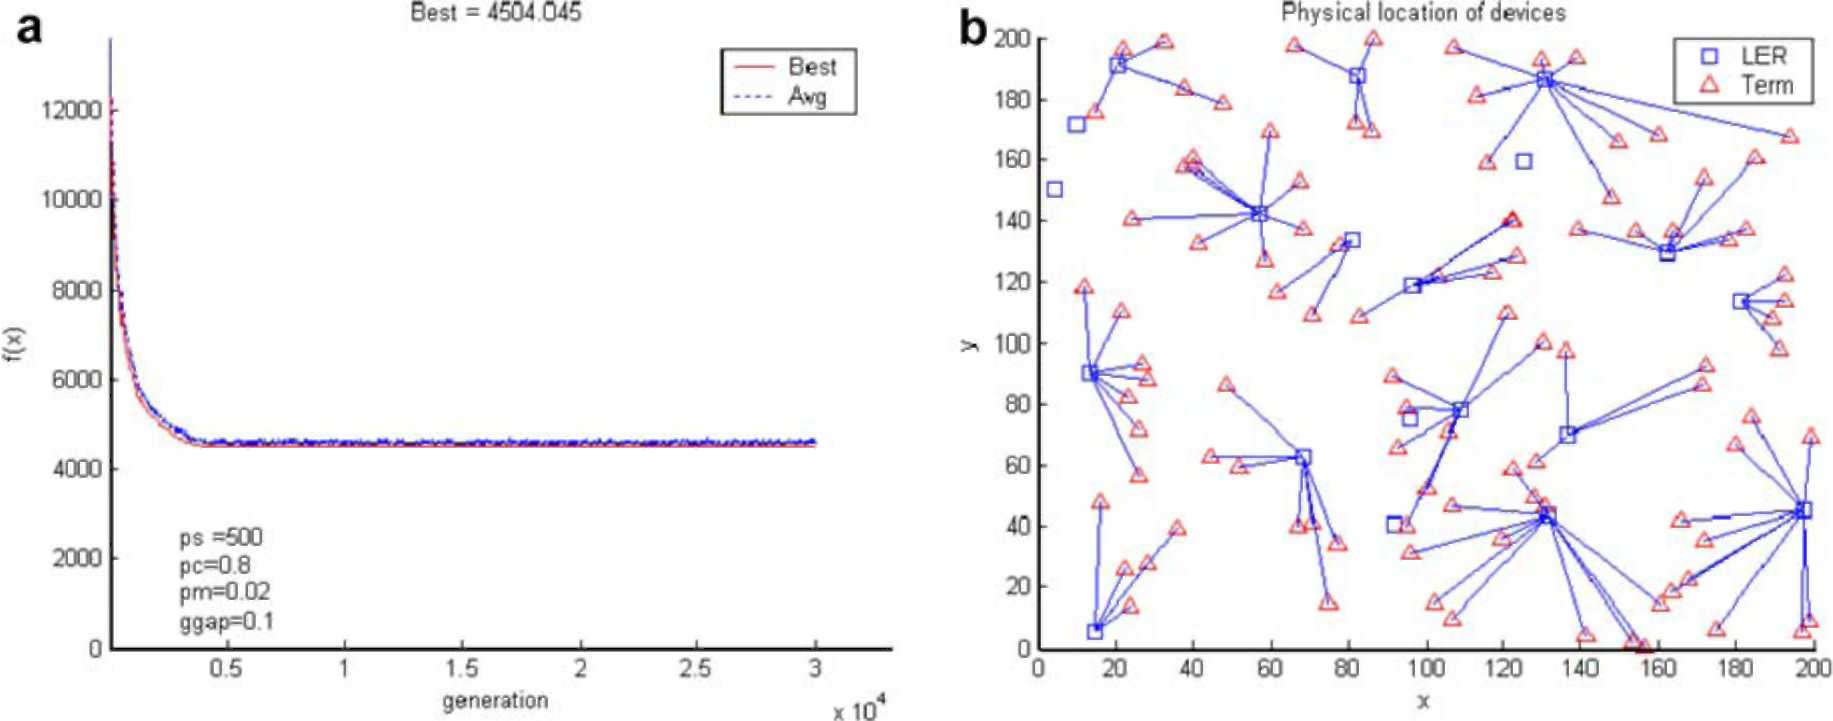 a
Best = 4504.045
Best
Avg
12000
10000
8000
6000
4000
2000
0
f(x)
ps =500
pc=0.8
pm=0.02
ggap=0.1
0.5 1 1.5 2 2.5 3
generation
x 10^4
b
Physical location of devices
LER
Term
200
180
160
140
120
100
80
60
40
20
0
y
0 20 40 60 80 100 120 140 160 180 200
x